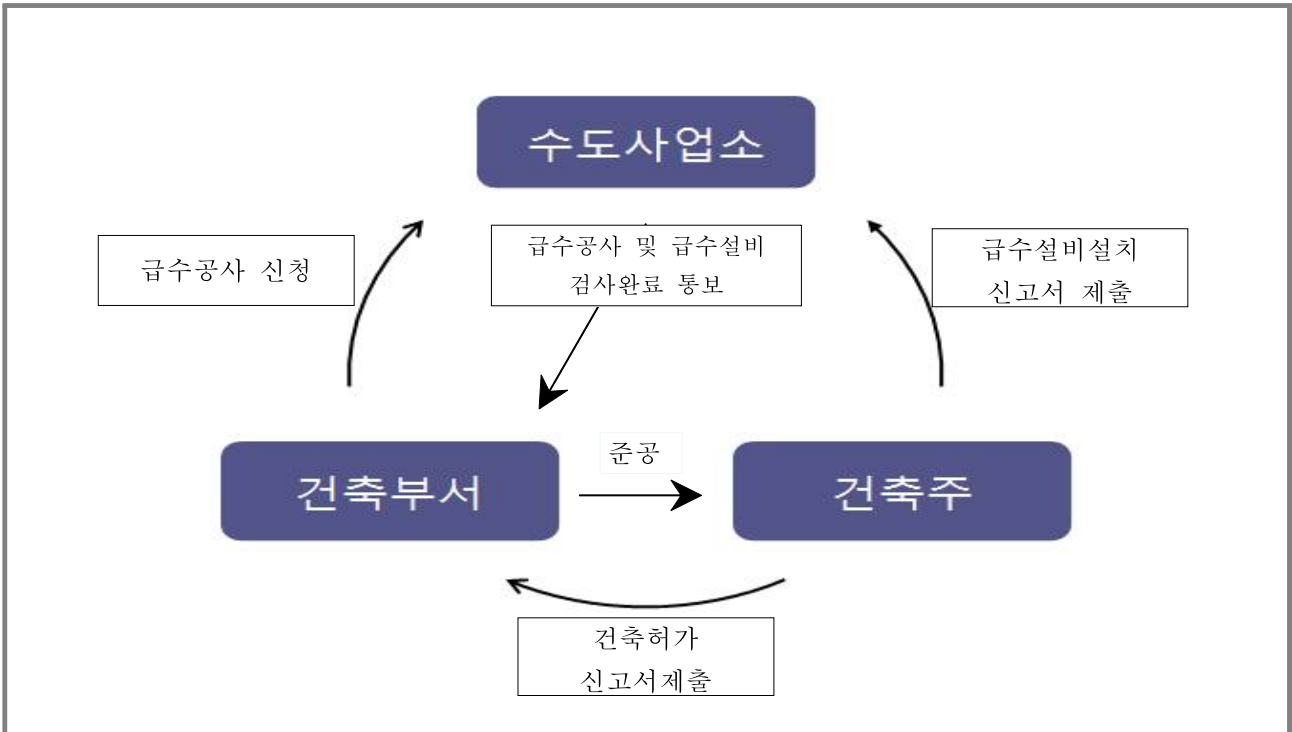 수도사업소
급수공사 신청
급수공사 및 급수설비
검사완료 통보
급수설비설치
신고서 제출
건축부서
준공
건축주
건축허가
신고서제출